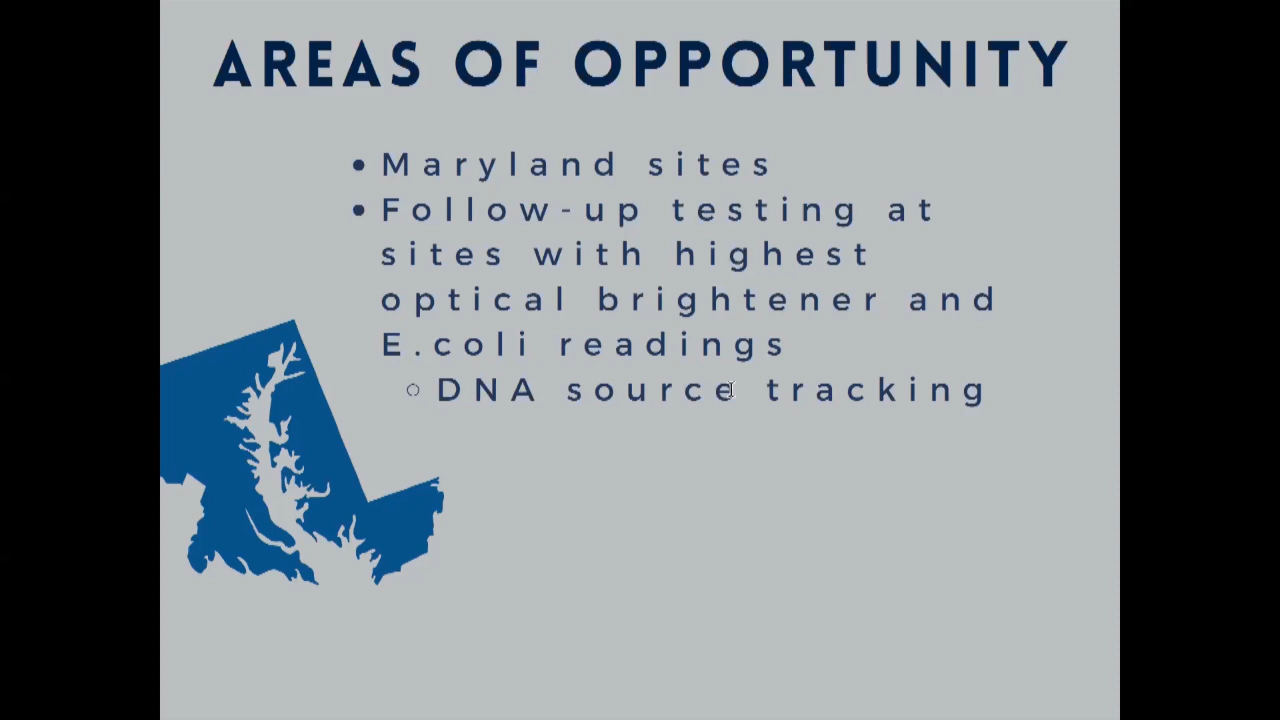 AREAS OF OPPORTUNITY
• Maryland sites
• Follow-up testing at
sites with highest
optical brightener and
E.coli readings
○ DNA source tracking